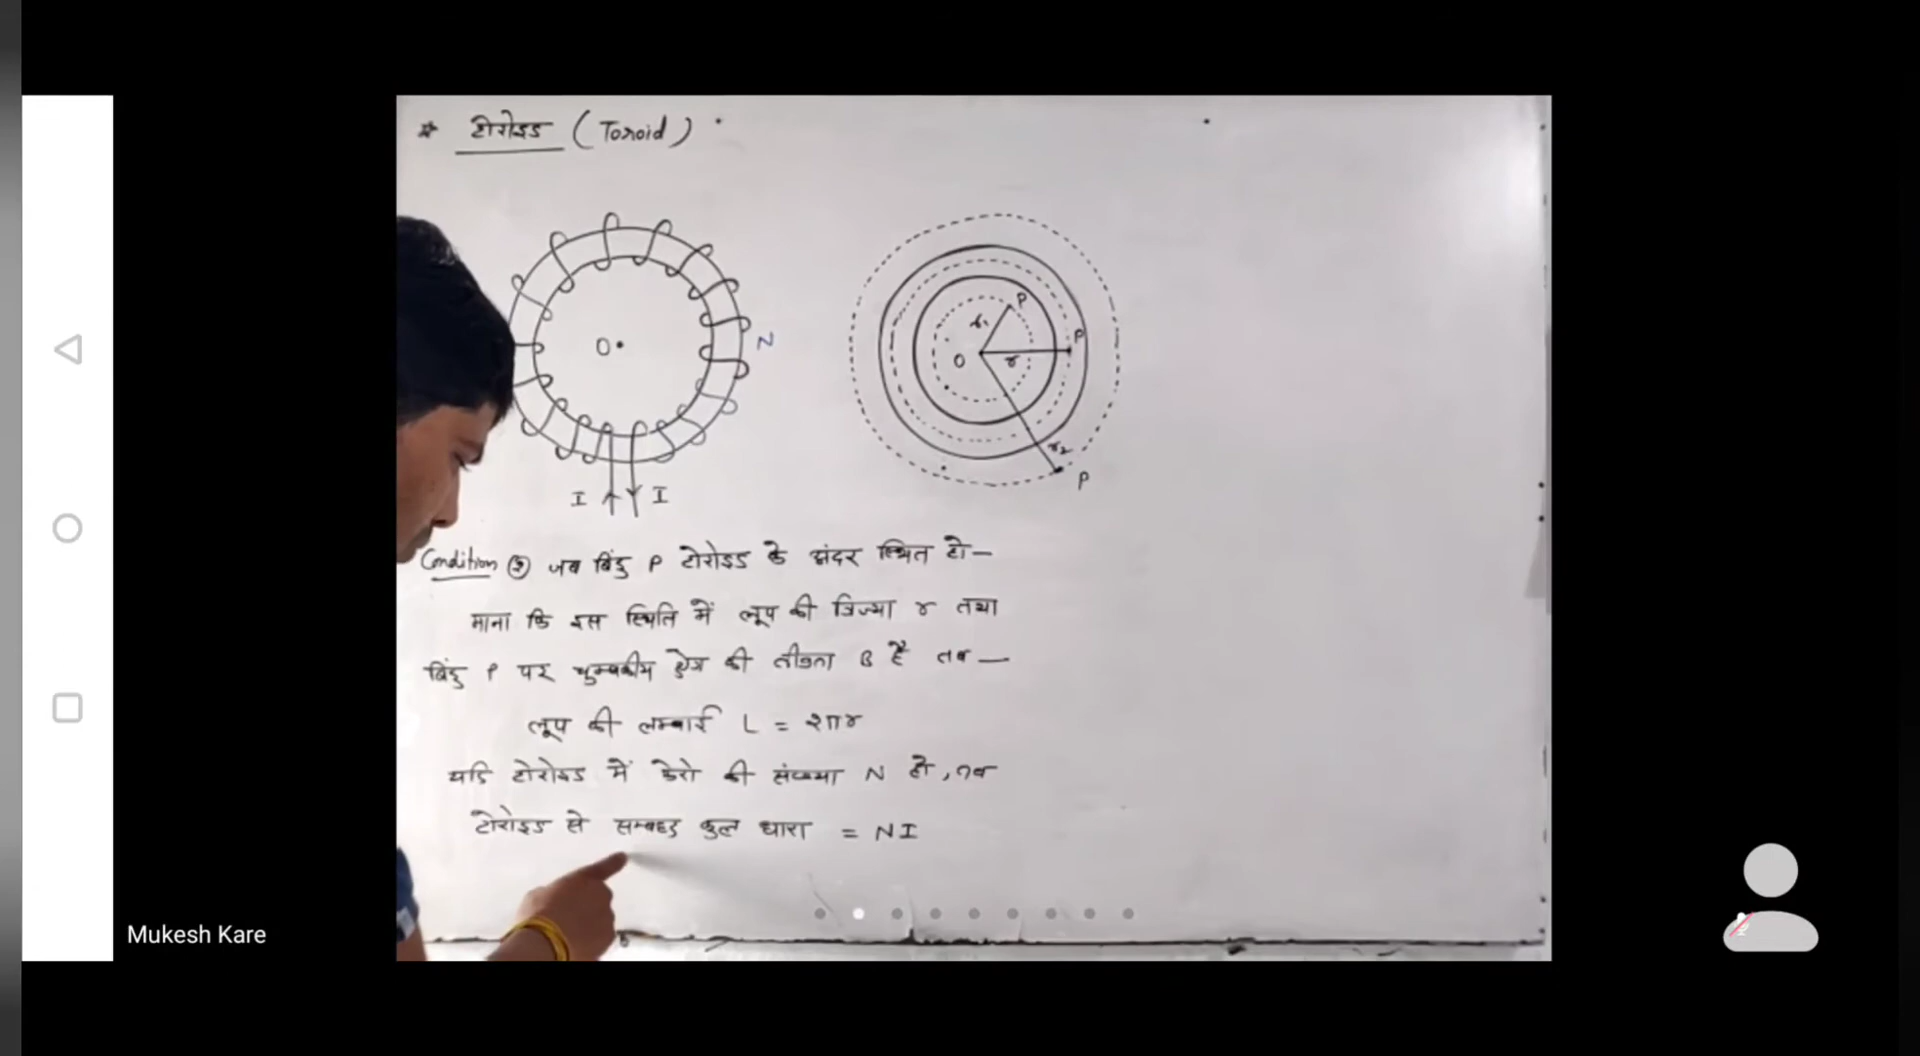 * टोरोइड (Toroid)
O
N
I I
P
r₁
P
O r
r₂
P
Condition ② जब बिंदु P टोरोइड के अंदर स्थित हो—
माना कि इस स्थिति में लूप की त्रिज्या r तथा
बिंदु P पर चुम्बकीय क्षेत्र की तीव्रता B है तब —
लूप की लम्बाई L = 2πr
यदि टोरोइड में फेरो की संख्या N हो, तब
टोरोइड से सम्बद्ध कुल धारा = NI
Mukesh Kare